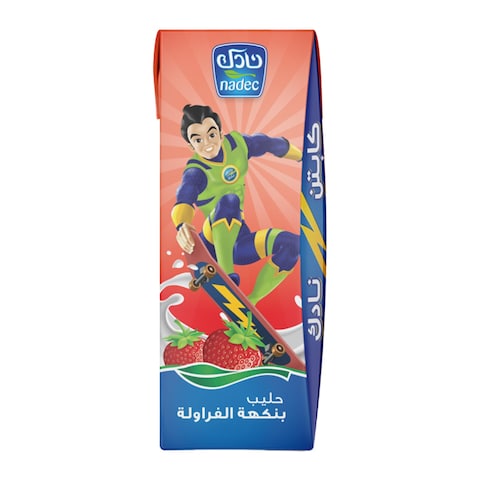 نادك
nadec
كابتن نادك
حليب
بنكهة الفراولة